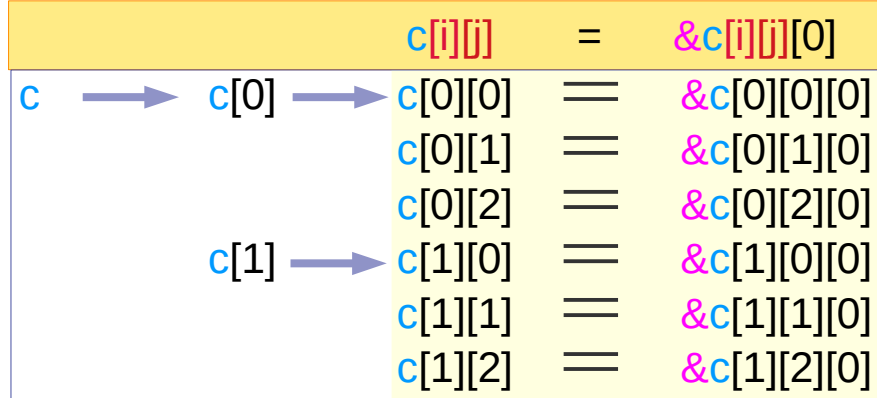 c[i][j] = &c[i][j][0]
c c[0] c[0][0] = &c[0][0][0]
c[0][1] = &c[0][1][0]
c[0][2] = &c[0][2][0]
c[1] c[1][0] = &c[1][0][0]
c[1][1] = &c[1][1][0]
c[1][2] = &c[1][2][0]